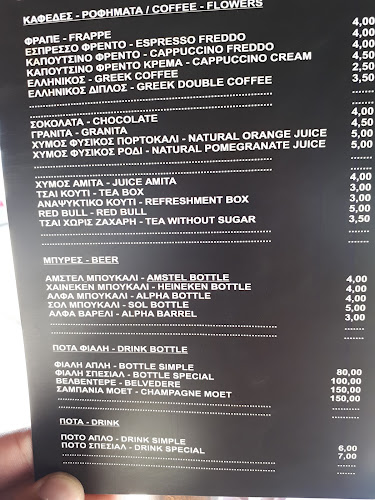 ΚΑΦΕΔΕΣ - ΡΟΦΗΜΑΤΑ / COFFEE - FLOWERS
ΦΡΑΠΕ - FRAPPE 4,00
ΕΣΠΡΕΣΟ ΦΡΕΝΤΟ - ESPRESSO FREDDO 4,00
ΚΑΠΟΥΤΣΙΝΟ ΦΡΕΝΤΟ - CAPPUCCINO FREDDO 4,00
ΚΑΠΟΥΤΣΙΝΟ ΦΡΕΝΤΟ ΚΡΕΜΑ - CAPPUCCINO CREAM 4,50
ΕΛΛΗΝΙΚΟΣ - GREEK COFFEE 2,50
ΕΛΛΗΝΙΚΟΣ ΔΙΠΛΟΣ - GREEK DOUBLE COFFEE 3,50
ΣΟΚΟΛΑΤΑ - CHOCOLATE 4,00
ΓΡΑΝΙΤΑ - GRANITA 4,50
ΧΥΜΟΣ ΦΥΣΙΚΟΣ ΠΟΡΤΟΚΑΛΙ - NATURAL ORANGE JUICE 5,00
ΧΥΜΟΣ ΦΥΣΙΚΟΣ ΡΟΔΙ - NATURAL POMEGRANATE JUICE 5,00
ΧΥΜΟΣ ΑΜΙΤΑ - JUICE AMITA 4,00
ΤΣΑΙ ΚΟΥΤΙ - TEA BOX 3,00
ΑΝΑΨΥΚΤΙΚΟ ΚΟΥΤΙ - REFRESHMENT BOX 3,00
RED BULL - RED BULL 5,00
ΤΣΑΙ ΧΩΡΙΣ ΖΑΧΑΡΗ - TEA WITHOUT SUGAR 3,50
ΜΠΥΡΕΣ - BEER
ΑΜΣΤΕΛ ΜΠΟΥΚΑΛΙ - AMSTEL BOTTLE 4,00
ΧΑΙΝΕΚΕΝ ΜΠΟΥΚΑΛΙ - HEINEKEN BOTTLE 4,00
ΑΛΦΑ ΜΠΟΥΚΑΛΙ - ALPHA BOTTLE 4,00
ΣΟΛ ΜΠΟΥΚΑΛΙ - SOL BOTTLE 5,00
ΑΛΦΑ ΒΑΡΕΛΙ - ALPHA BARREL 3,00
ΠΟΤΑ ΦΙΑΛΗ - DRINK BOTTLE
ΦΙΑΛΗ ΑΠΛΗ - BOTTLE SIMPLE 80,00
ΦΙΑΛΗ ΣΠΕΣΙΑΛ - BOTTLE SPECIAL 100,00
ΒΕΛΒΕΝΤΕΡΕ - BELVEDERE 150,00
ΣΑΜΠΑΝΙΑ ΜΟΕΤ - CHAMPAGNE MOET 150,00
ΠΟΤΑ - DRINK
ΠΟΤΟ ΑΠΛΟ - DRINK SIMPLE 6,00
ΠΟΤΟ ΣΠΕΣΙΑΛ - DRINK SPECIAL 7,00